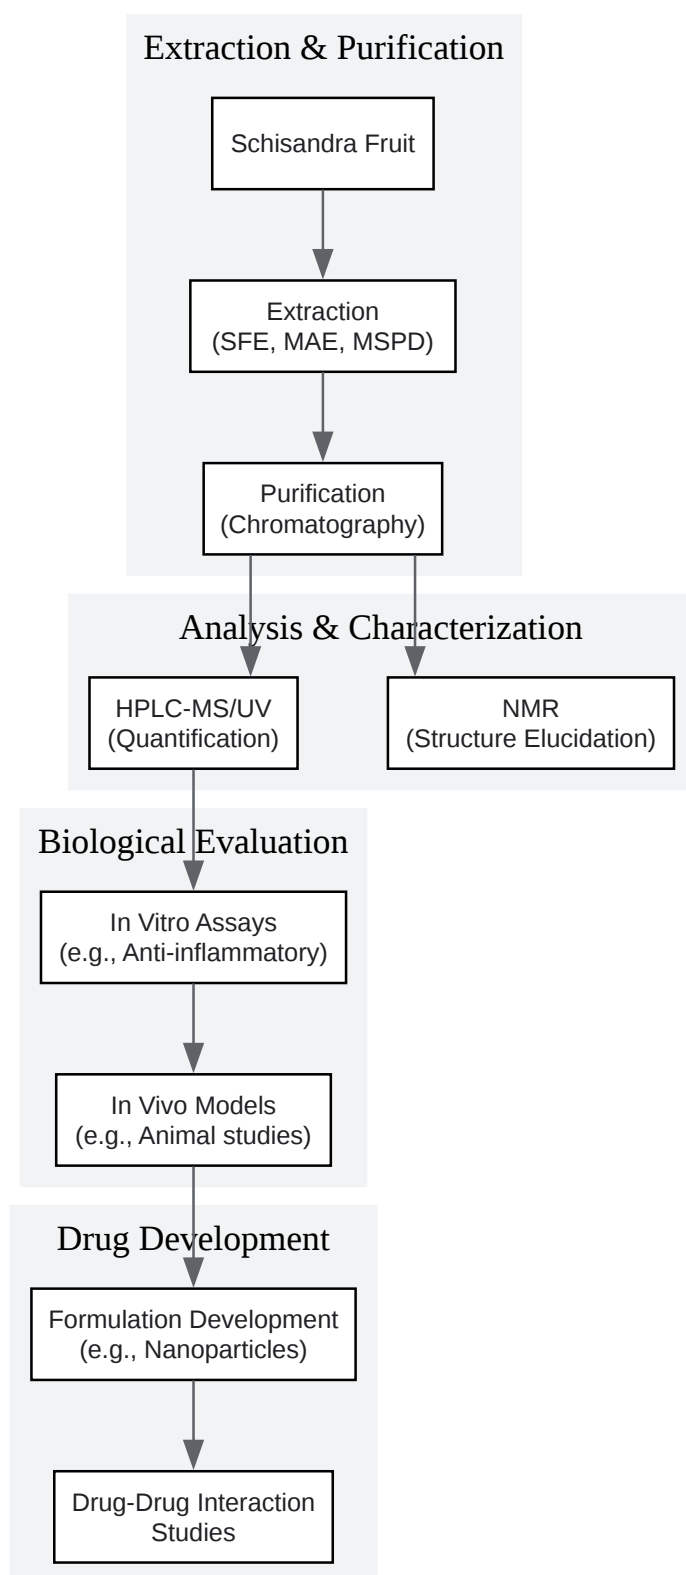 Extraction & Purification
Schisandra Fruit
Extraction
(SFE, MAE, MSPD)
Purification
(Chromatography)
Analysis & Characterization
HPLC-MS/UV
(Quantification)
NMR
(Structure Elucidation)
Biological Evaluation
In Vitro Assays
(e.g., Anti-inflammatory)
In Vivo Models
(e.g., Animal studies)
Drug Development
Formulation Development
(e.g., Nanoparticles)
Drug-Drug Interaction
Studies